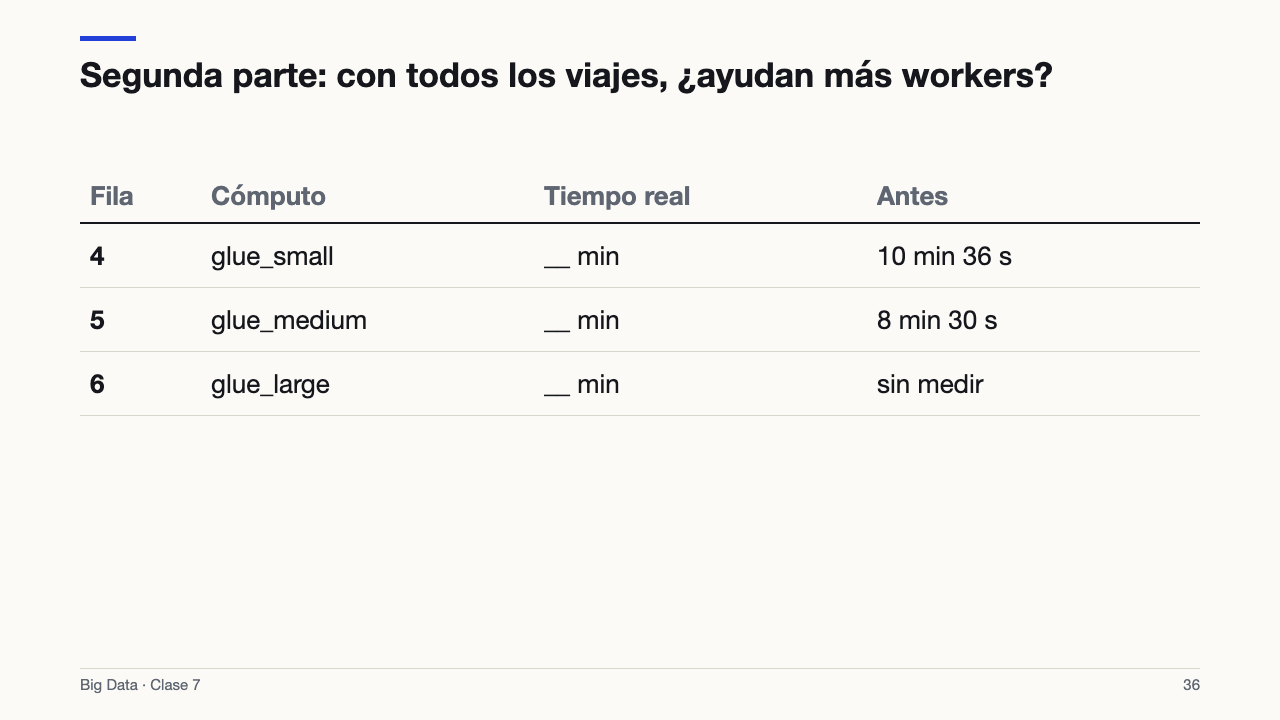 Segunda parte: con todos los viajes, ¿ayudan más workers?
Fila Cómputo Tiempo real Antes
4 glue_small __ min 10 min 36 s
5 glue_medium __ min 8 min 30 s
6 glue_large __ min sin medir
Big Data · Clase 7 36